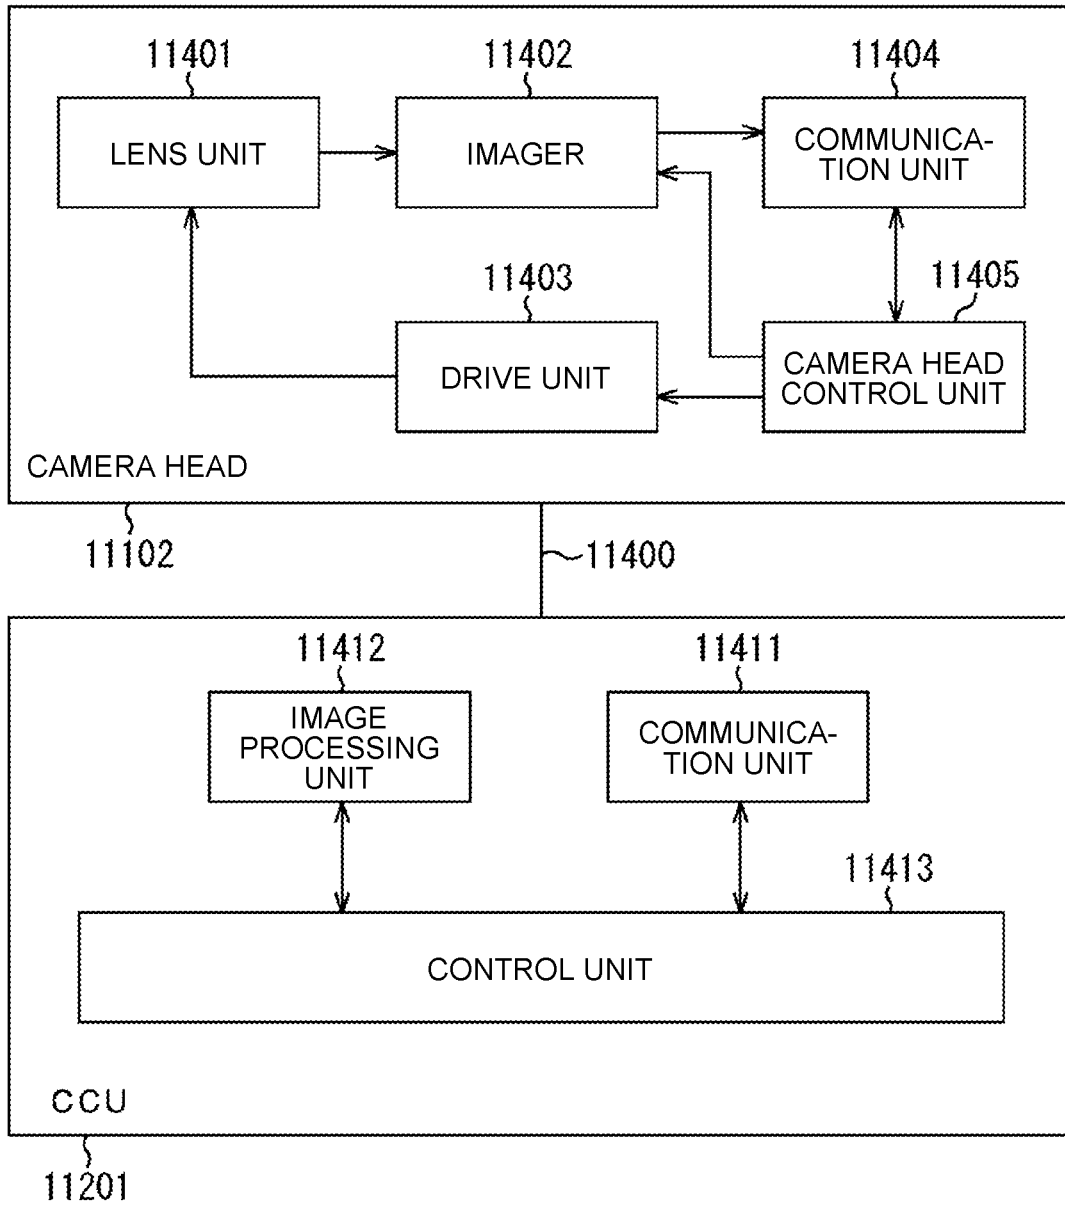 11401
11402
11404
LENS UNIT
IMAGER
COMMUNICA-
TION UNIT
11403
11405
DRIVE UNIT
CAMERA HEAD
CONTROL UNIT
CAMERA HEAD
11102
11400
11412
11411
IMAGE
PROCESSING
UNIT
COMMUNICA-
TION UNIT
11413
CONTROL UNIT
CCU
11201